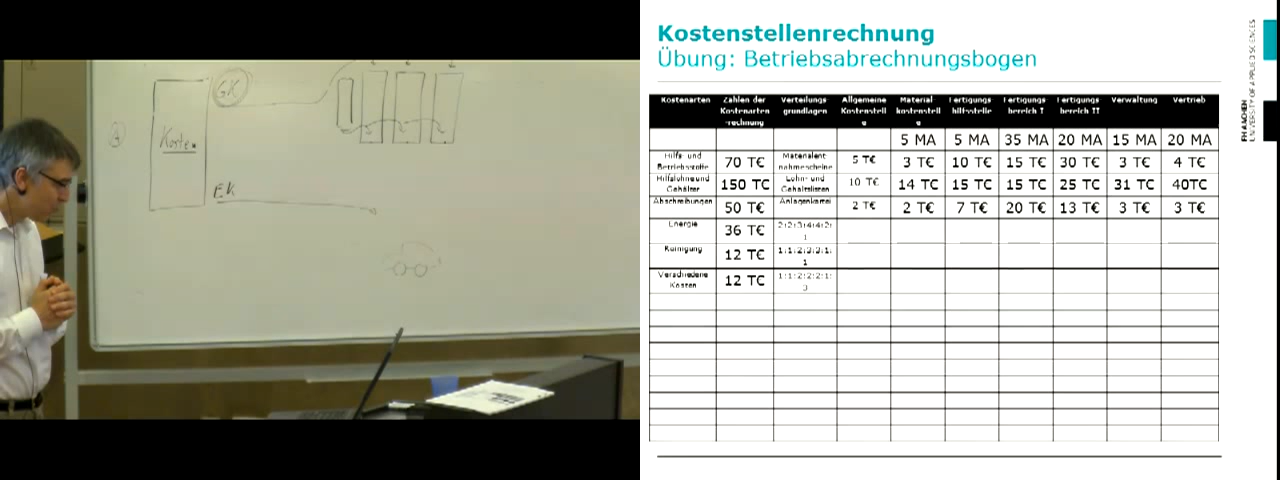 GK
Kosten
EK
Kostenstellenrechnung
Übung: Betriebsabrechnungsbogen
Kostenarten Zahlen der Kostenarten -rechnung Verteilungs grundlagen Allgemeine Kostenstell e Material kostenstell e Fertigungs hilfsstelle Fertigungs bereich I Fertigungs bereich II Verwaltung Vertrieb
5 MA 5 MA 35 MA 20 MA 15 MA 20 MA
Hilfs- und Betriebsstoffe 70 T€ Materialent nahmescheine 5 T€ 3 T€ 10 T€ 15 T€ 30 T€ 3 T€ 4 T€
Hilfslöhne und Gehälter 150 T€ Lohn- und Gehaltslisten 10 T€ 14 T€ 15 T€ 15 T€ 25 T€ 31 T€ 40T€
Abschreibungen 50 T€ Anlagenkartei 2 T€ 2 T€ 7 T€ 20 T€ 13 T€ 3 T€ 3 T€
Energie 36 T€
Reinigung 12 T€
Verschiedene Kosten 12 T€
FH AACHEN
UNIVERSITY OF APPLIED SCIENCES